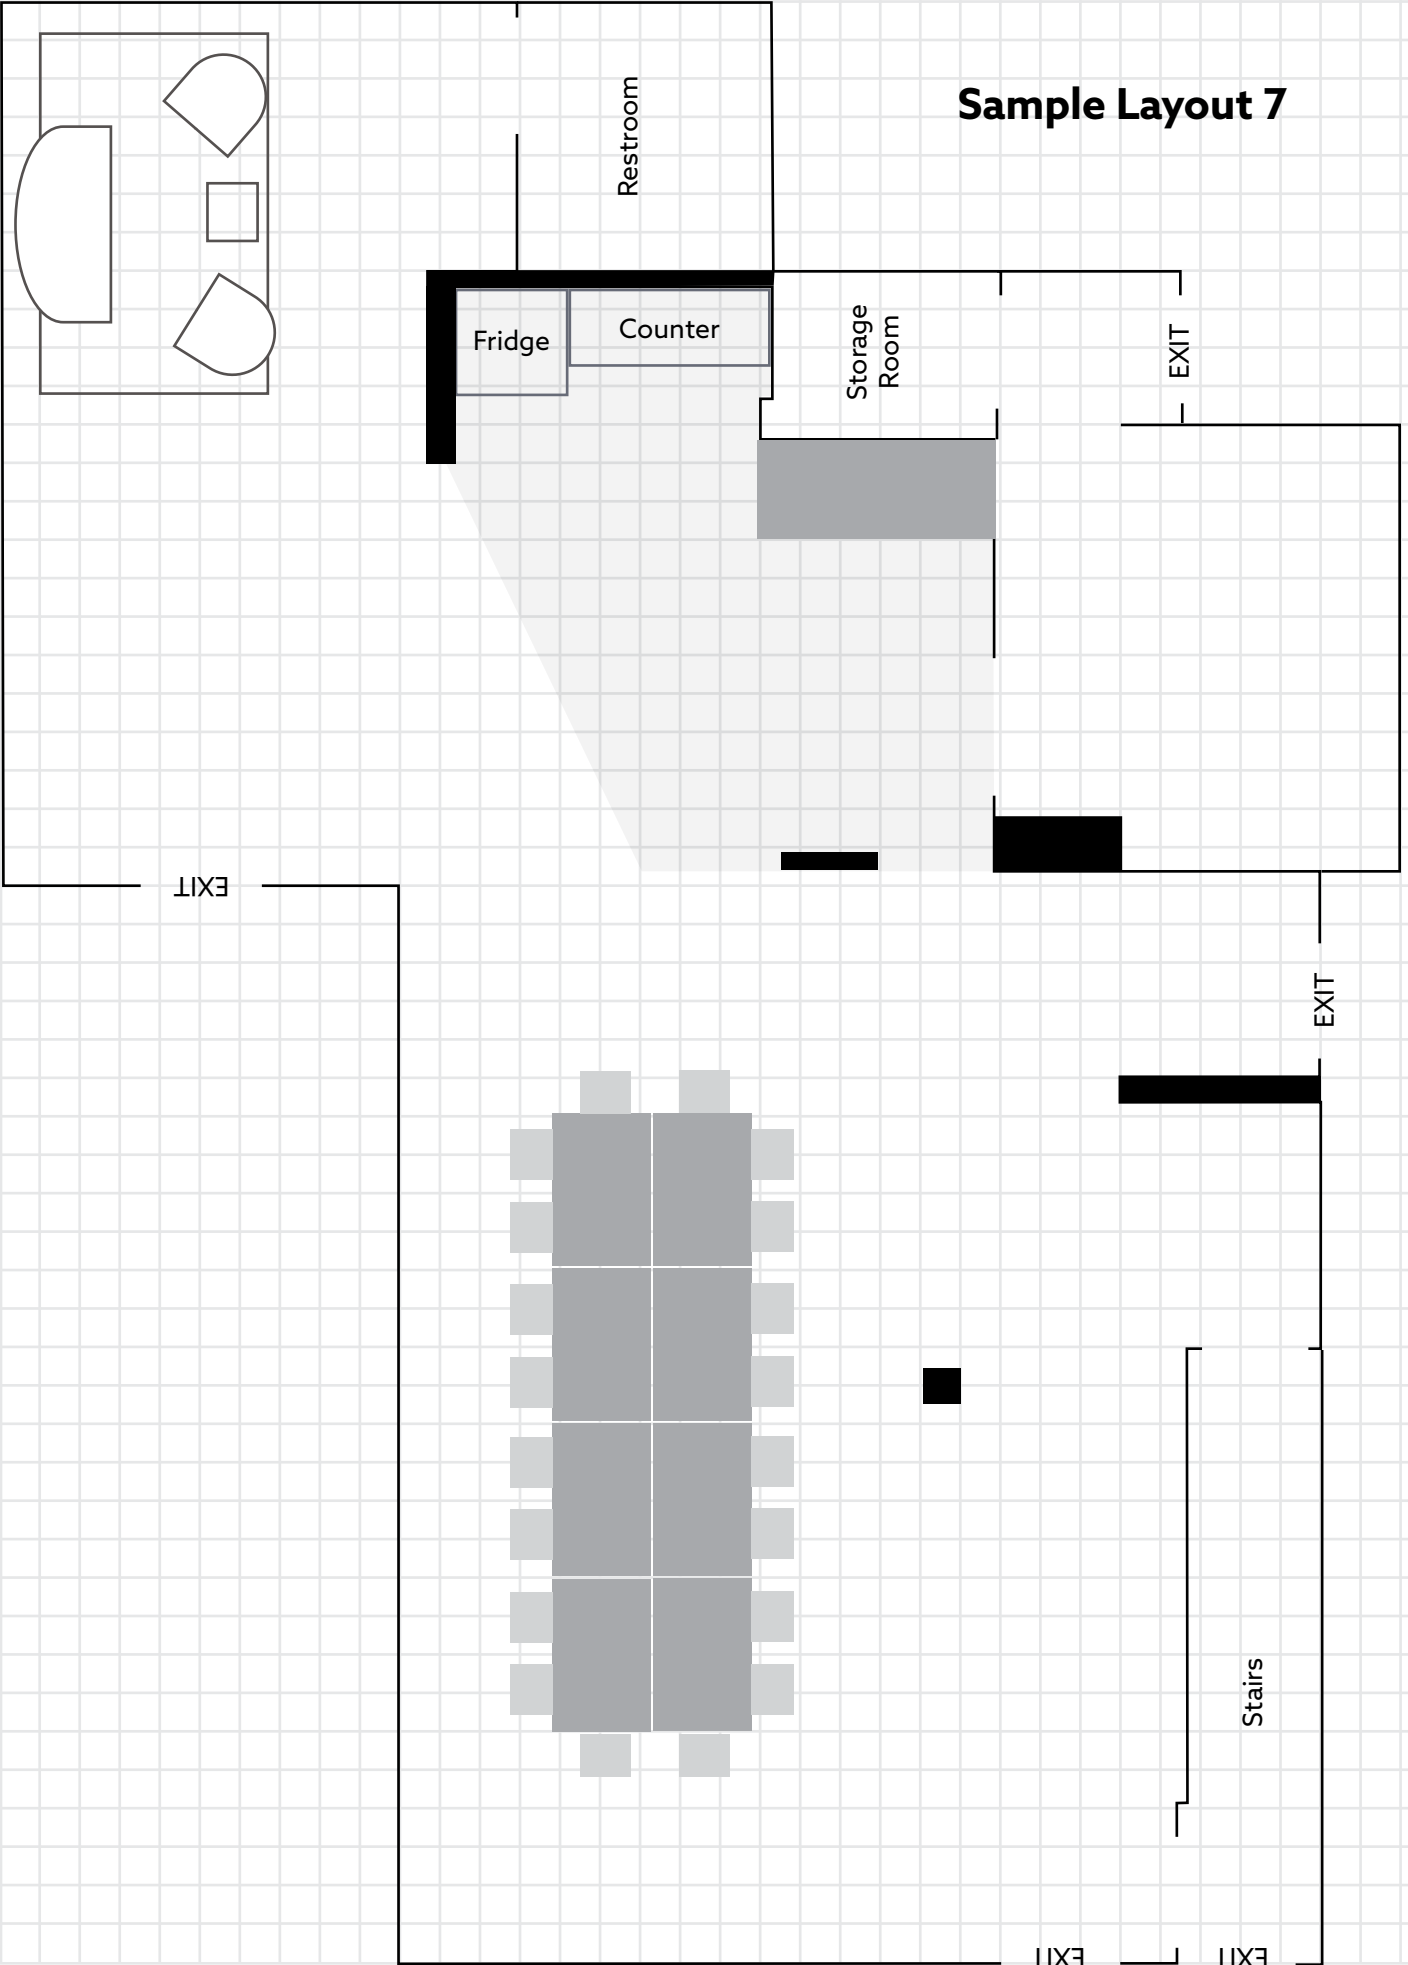 Sample Layout 7
Restroom
Fridge
Counter
Storage
Room
EXIT
EXIT
EXIT
Stairs
EXIT
EXIT